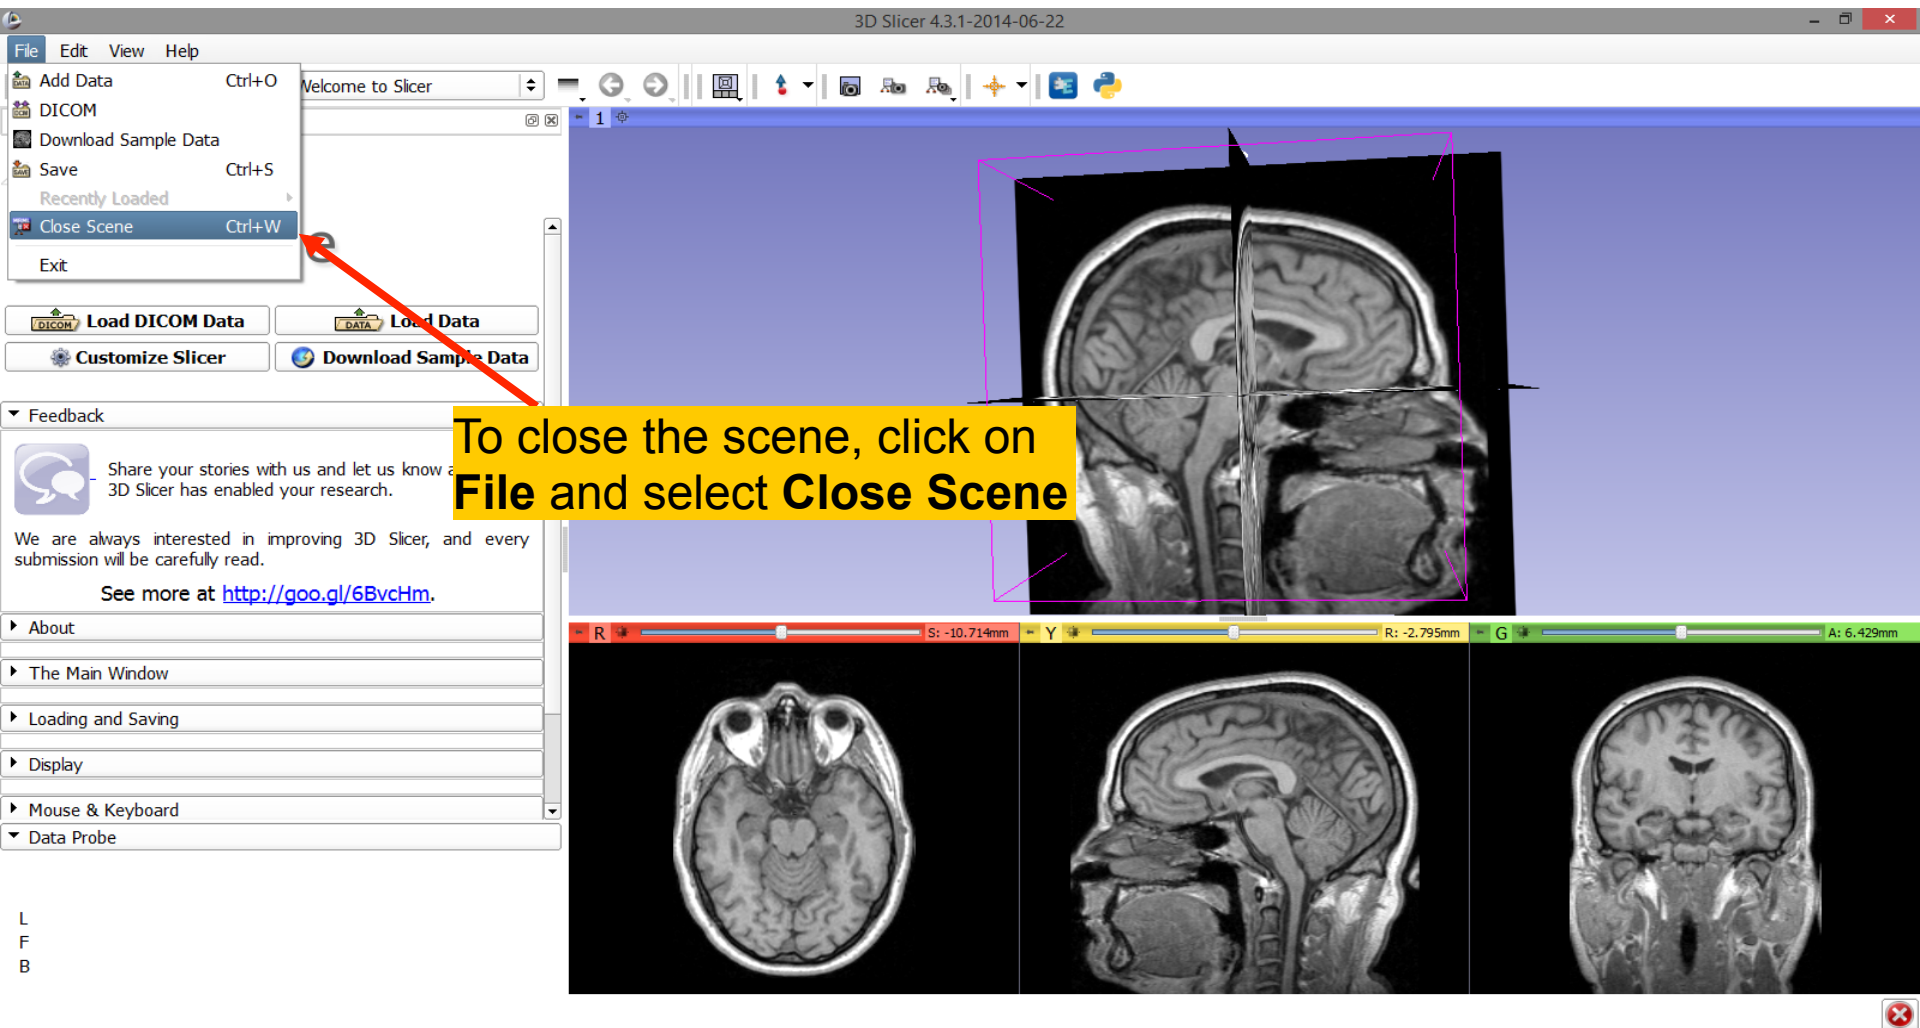 3D Slicer 4.3.1-2014-06-22
File Edit View Help
Add Data Ctrl+O
DICOM
Download Sample Data
Save Ctrl+S
Recently Loaded
Close Scene Ctrl+W
Exit
Welcome to Slicer
1
e
Load DICOM Data
Load Data
Customize Slicer
Download Sample Data
Feedback
Share your stories with us and let us know
3D Slicer has enabled your research.
We are always interested in improving 3D Slicer, and every
submission will be carefully read.
See more at http://goo.gl/6BvcHm.
To close the scene, click on
File and select Close Scene
About
The Main Window
Loading and Saving
Display
Mouse & Keyboard
Data Probe
L
F
B
R S: -10.714mm
Y R: -2.795mm
G A: 6.429mm